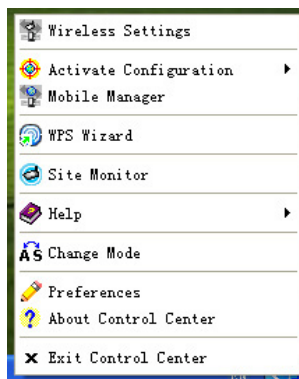 Wireless Settings
Activate Configuration
Mobile Manager
WPS Wizard
Site Monitor
Help
Change Mode
Preferences
About Control Center
Exit Control Center